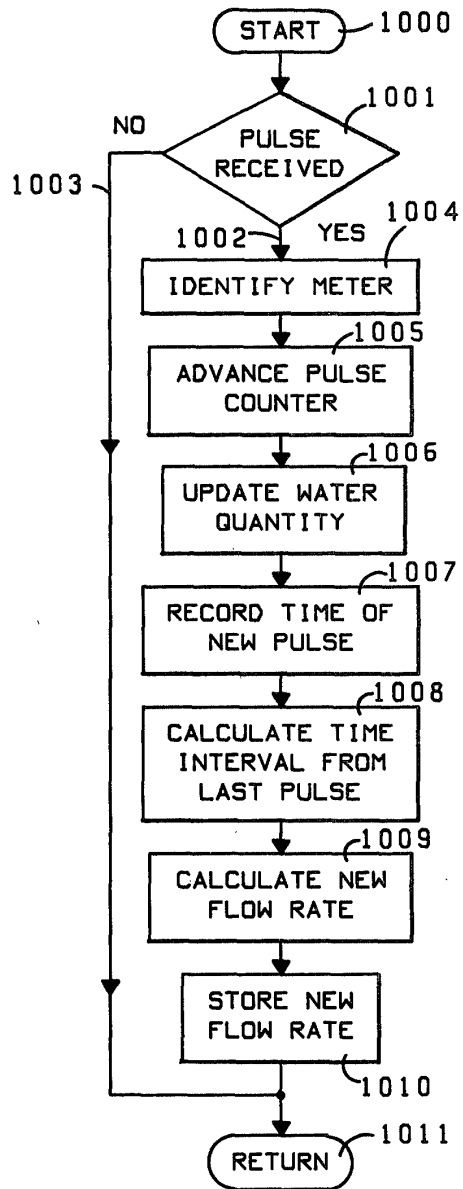 START
1000
1001
NO
PULSE
RECEIVED
1003
1002
YES
1004
IDENTIFY METER
1005
ADVANCE PULSE
COUNTER
1006
UPDATE WATER
QUANTITY
1007
RECORD TIME OF
NEW PULSE
1008
CALCULATE TIME
INTERVAL FROM
LAST PULSE
1009
CALCULATE NEW
FLOW RATE
STORE NEW
FLOW RATE
1010
1011
RETURN